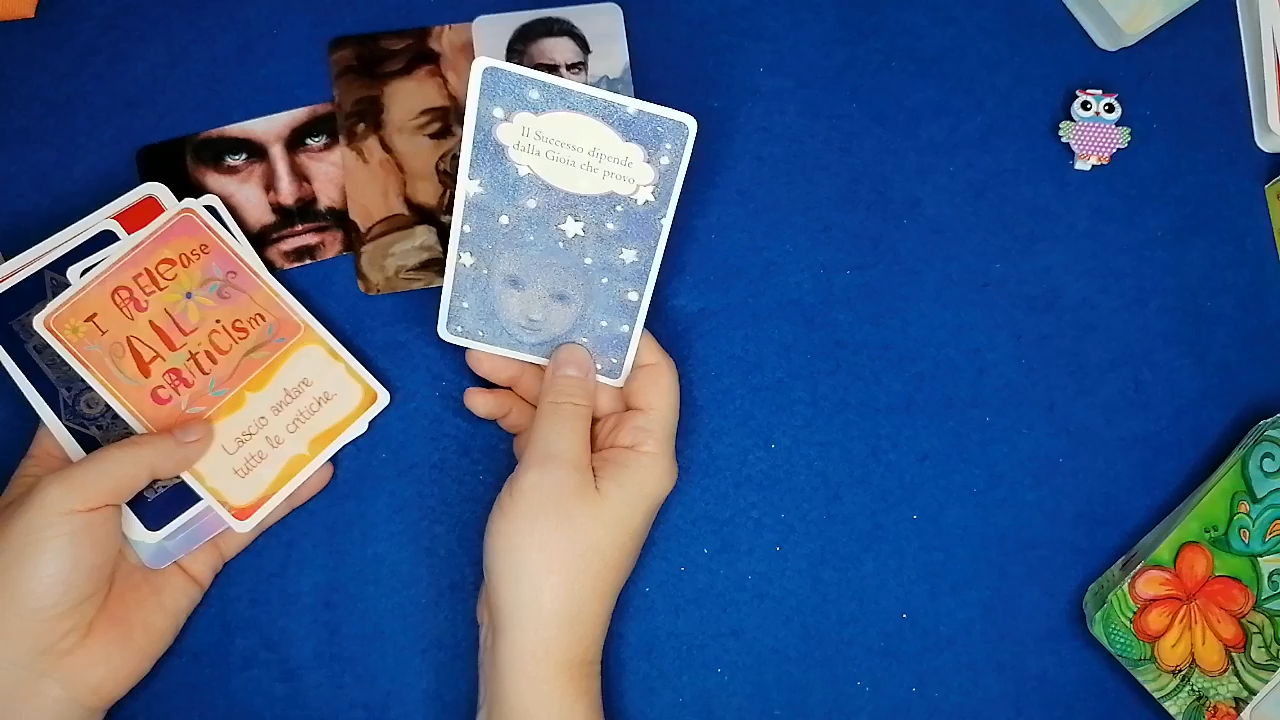 Il Successo dipende
dalla Gioia che provo
I RELEase
ALL
cRiticism
Lascio andare
tutte le critiche.